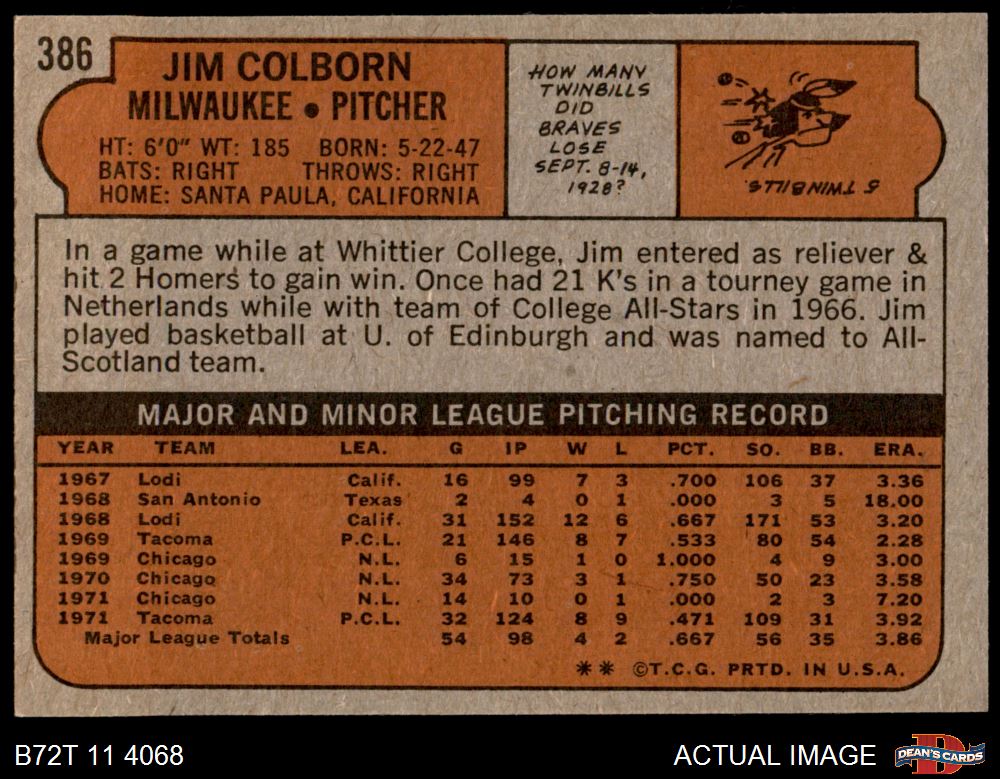 386
JIM COLBORN
MILWAUKEE • PITCHER
HT: 6'0" WT: 185 BORN: 5-22-47
BATS: RIGHT THROWS: RIGHT
HOME: SANTA PAULA, CALIFORNIA
HOW MANY
TWINBILLS
DID
BRAVES
LOSE
SEPT. 8-14,
1928?
5 TWINBILLS.
In a game while at Whittier College, Jim entered as reliever &
hit 2 Homers to gain win. Once had 21 K's in a tourney game in
Netherlands while with team of College All-Stars in 1966. Jim
played basketball at U. of Edinburgh and was named to All-
Scotland team.
MAJOR AND MINOR LEAGUE PITCHING RECORD
YEAR TEAM LEA. G IP W L PCT. SO. BB. ERA.
1967 Lodi Calif. 16 99 7 3 .700 106 37 3.36
1968 San Antonio Texas 2 4 0 1 .000 3 5 18.00
1968 Lodi Calif. 31 152 12 6 .667 171 53 3.20
1969 Tacoma P.C.L. 21 146 8 7 .533 80 54 2.28
1969 Chicago N.L. 6 15 1 0 1.000 4 9 3.00
1970 Chicago N.L. 34 73 3 1 .750 50 23 3.58
1971 Chicago N.L. 14 10 0 1 .000 2 3 7.20
1971 Tacoma P.C.L. 32 124 8 9 .471 109 31 3.92
Major League Totals 54 98 4 2 .667 56 35 3.86
** ©T.C.G. PRTD. IN U.S.A.
B72T 11 4068 ACTUAL IMAGE DEAN'S CARDS